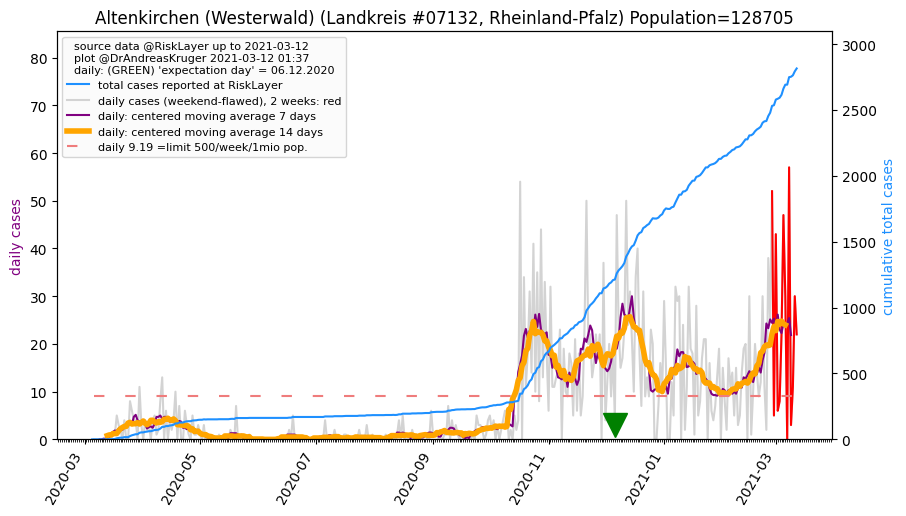 Altenkirchen (Westerwald) (Landkreis #07132, Rheinland-Pfalz) Population=128705
source data @RiskLayer up to 2021-03-12
plot @DrAndreasKruger 2021-03-12 01:37
daily: (GREEN) 'expectation day' = 06.12.2020
total cases reported at RiskLayer
daily cases (weekend-flawed), 2 weeks: red
daily: centered moving average 7 days
daily: centered moving average 14 days
daily 9.19 =limit 500/week/1mio pop.
daily cases
80
70
60
50
40
30
20
10
0
cumulative total cases
3000
2500
2000
1500
1000
500
0
2020-03
2020-05
2020-07
2020-09
2020-11
2021-01
2021-03